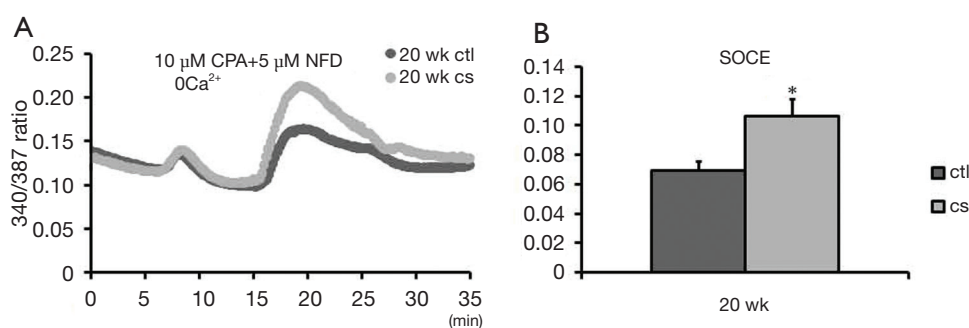 A
10 µM CPA+5 µM NFD
0Ca²⁺
20 wk ctl
20 wk cs
340/387 ratio
0.25
0.20
0.15
0.10
0.05
0
0 5 10 15 20 25 30 35
(min)
B
SOCE
0.14
0.12
0.10
0.08
0.06
0.04
0.02
0
*
20 wk
ctl
cs